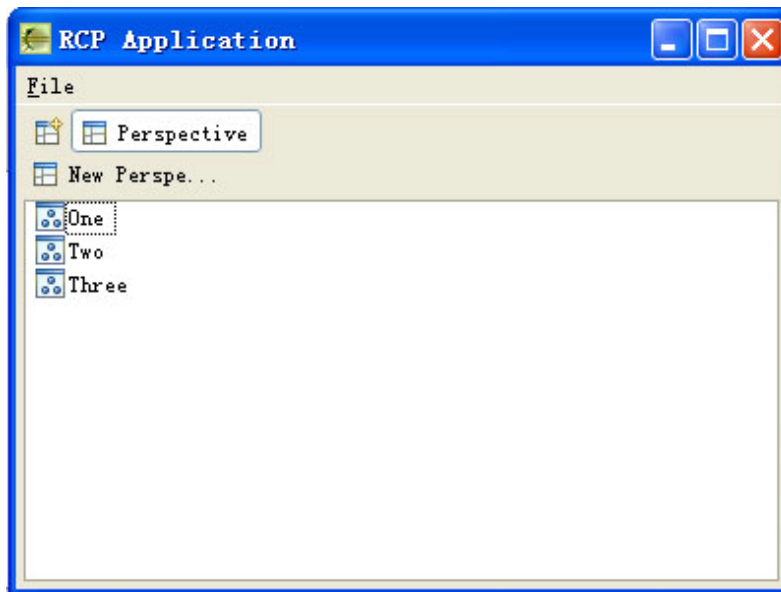 RCP Application
File
Perspective
New Perspe...
One
Two
Three